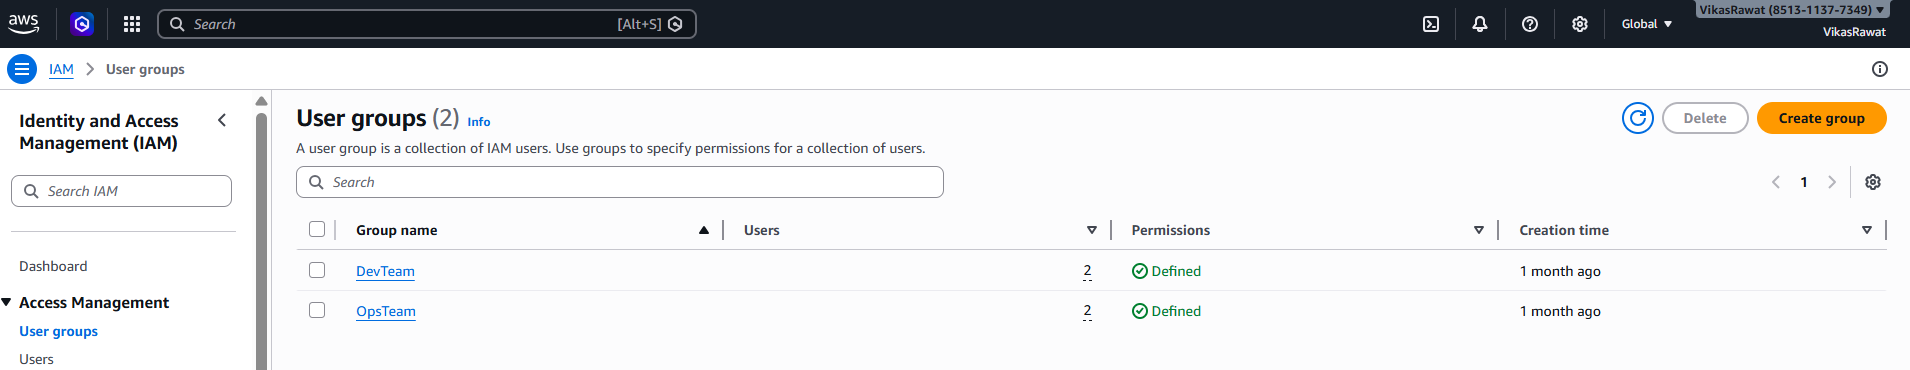 aws
Search
[Alt+S]
Global
VikasRawat (8513-1137-7349)
VikasRawat
IAM
User groups
Identity and Access
Management (IAM)
Search IAM
Dashboard
Access Management
User groups
Users
User groups (2) Info
Delete
Create group
A user group is a collection of IAM users. Use groups to specify permissions for a collection of users.
Search
1
Group name Users Permissions Creation time
DevTeam 2 Defined 1 month ago
OpsTeam 2 Defined 1 month ago